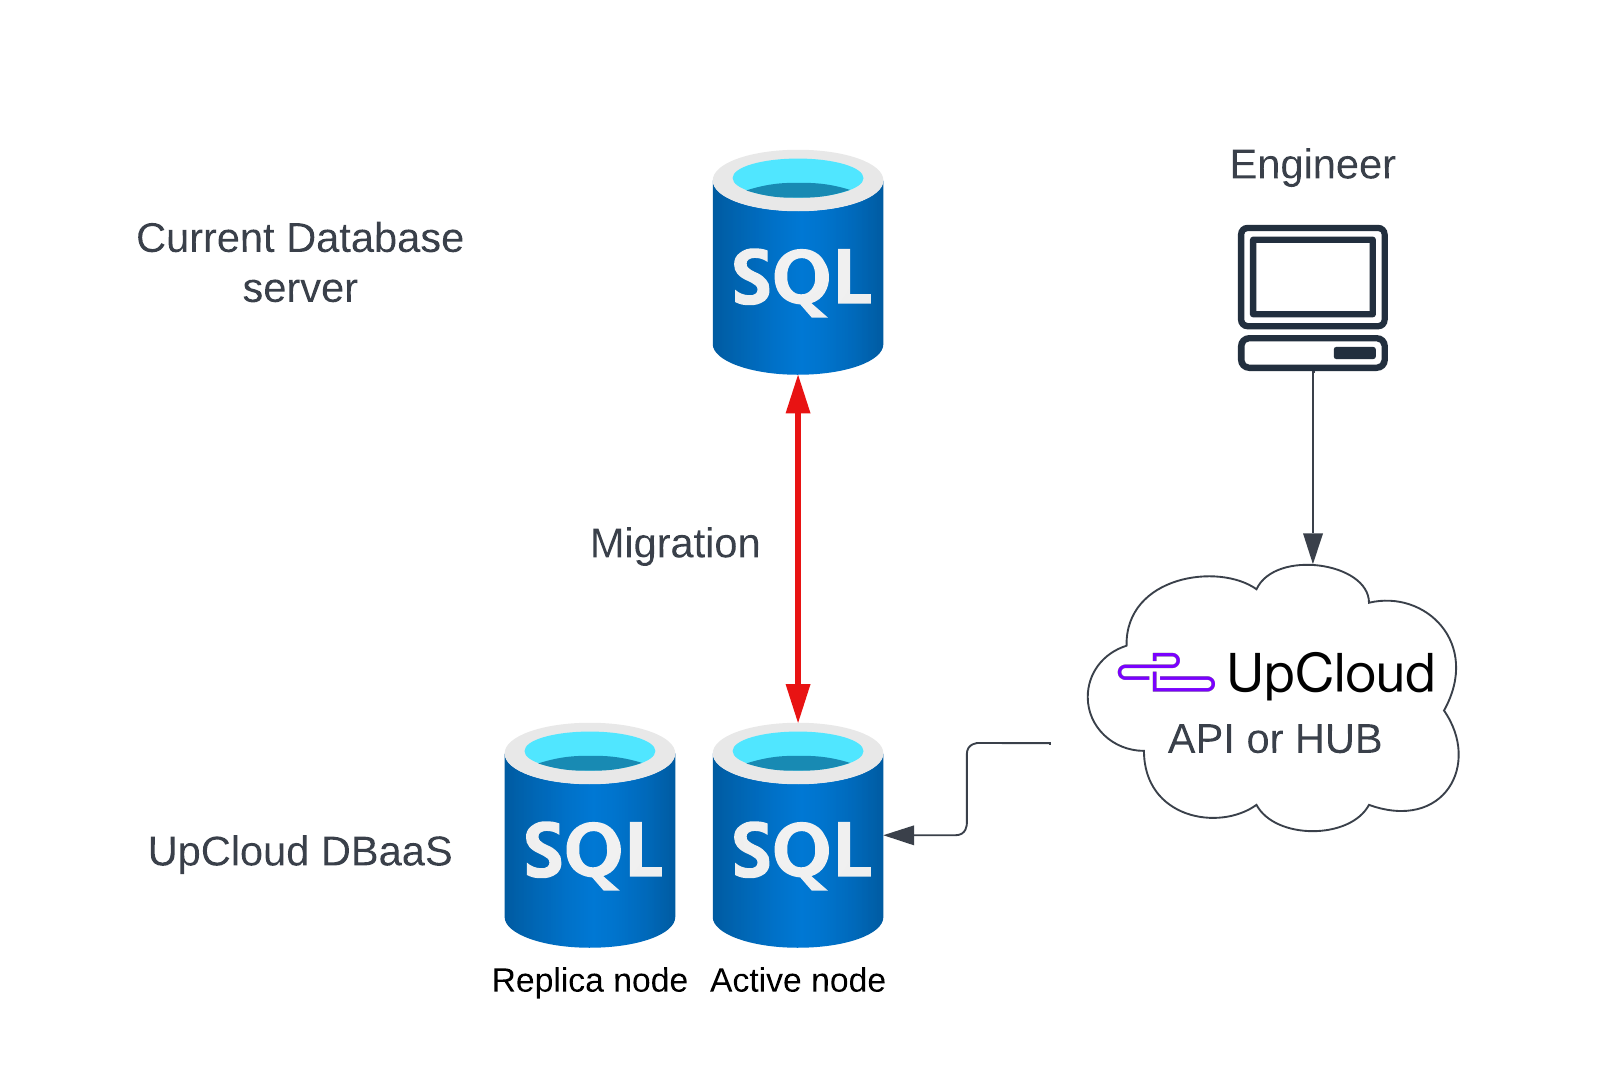 Engineer
Current Database
server
SQL
Migration
UpCloud
API or HUB
UpCloud DBaaS
SQL
SQL
Replica node
Active node